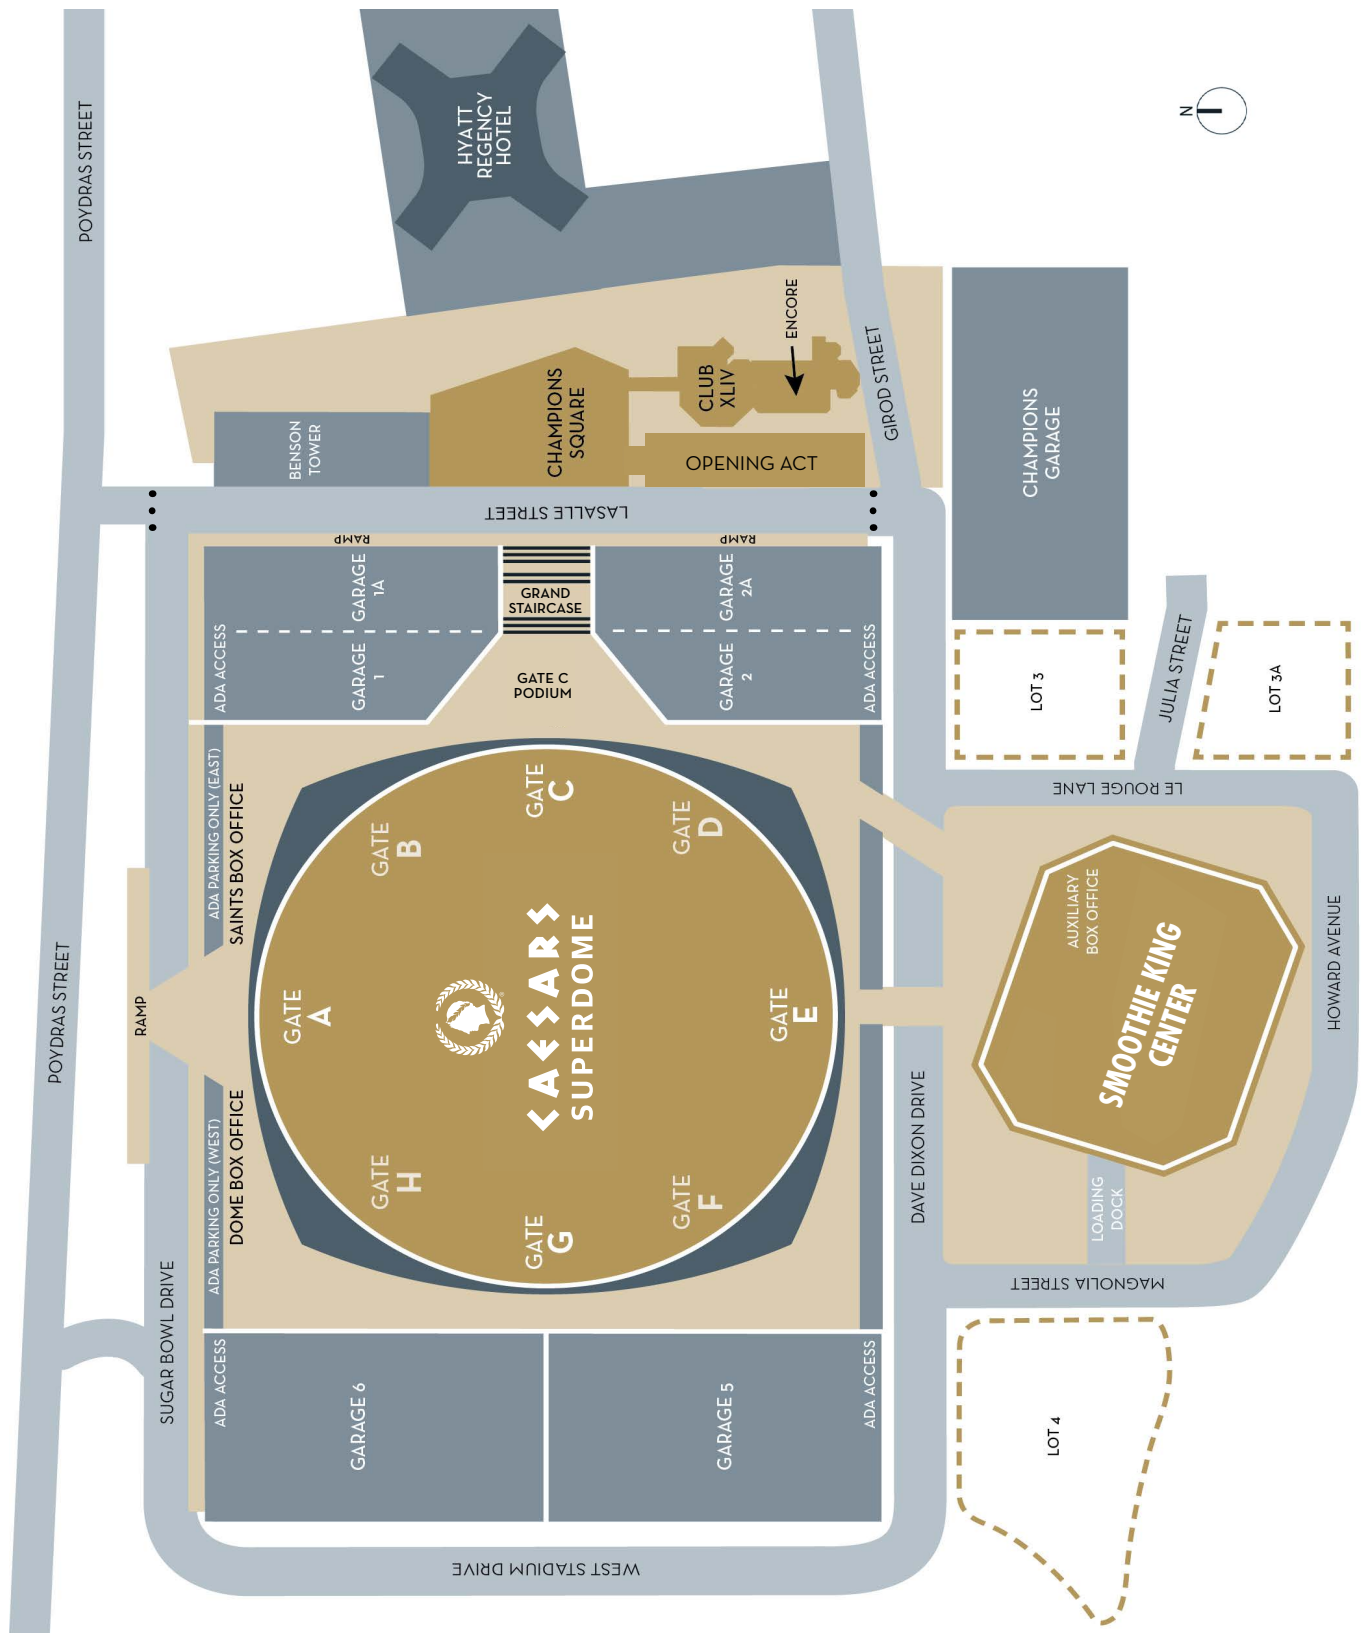 POYDRAS STREET
POYDRAS STREET
RAMP
SUGAR BOWL DRIVE
HYATT
REGENCY
HOTEL
N
BENSON
TOWER
CHAMPIONS
SQUARE
CLUB
XLIV
ENCORE
OPENING ACT
GIROD STREET
CHAMPIONS
GARAGE
LASALLE STREET
RAMP
RAMP
GARAGE
1A
GARAGE
1
ADA ACCESS
GRAND
STAIRCASE
GATE C
PODIUM
GARAGE
2A
GARAGE
2
ADA ACCESS
LOT 3
JULIA STREET
LOT 3A
LE ROUGE LANE
ADA PARKING ONLY (EAST)
SAINTS BOX OFFICE
ADA PARKING ONLY (WEST)
DOME BOX OFFICE
GATE
A
GATE
B
GATE
C
GATE
D
GATE
E
GATE
F
GATE
G
GATE
H
CAESARS
SUPERDOME
DAVE DIXON DRIVE
AUXILIARY
BOX OFFICE
SMOOTHIE KING
CENTER
LOADING
DOCK
HOWARD AVENUE
MAGNOLIA STREET
ADA ACCESS
GARAGE 6
GARAGE 5
ADA ACCESS
LOT 4
WEST STADIUM DRIVE